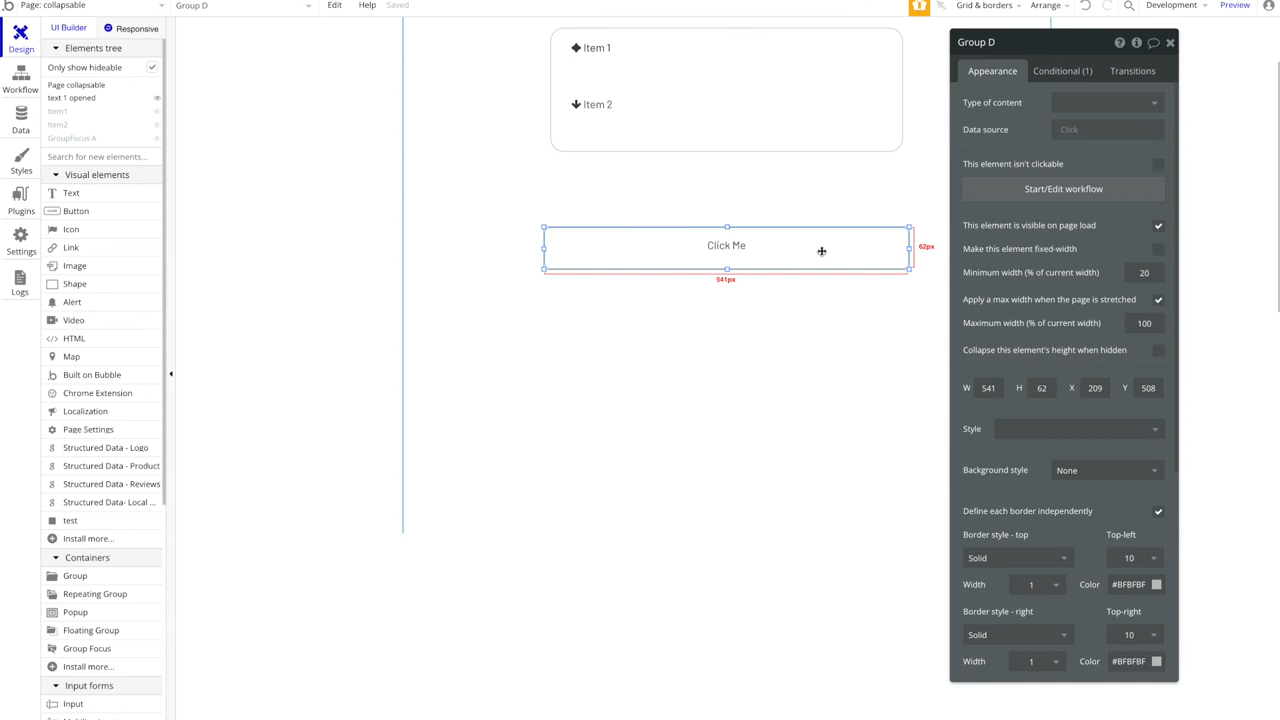 Page: collapsable
Group D
Edit
Help
Saved
Grid & borders
Arrange
Development
Preview
Design
Workflow
Data
Styles
Plugins
Settings
Logs
UI Builder
Responsive
Elements tree
Only show hideable
Page collapsable
text 1 opened
Item1
Item2
GroupFocus A
Search for new elements...
Visual elements
Text
Button
CLICK
Icon
Link
Image
Shape
Alert
Video
</> HTML
Map
Built on Bubble
Chrome Extension
Localization
Page Settings
Structured Data - Logo
Structured Data - Product
Structured Data - Reviews
Structured Data- Local ...
test
Install more...
Containers
Group
Repeating Group
Popup
Floating Group
Group Focus
Install more...
Input forms
Input
Item 1
Item 2
Click Me
62px
541px
Group D
Appearance
Conditional (1)
Transitions
Type of content
Data source
Click
This element isn't clickable
Start/Edit workflow
This element is visible on page load
Make this element fixed-width
Minimum width (% of current width) 20
Apply a max width when the page is stretched
Maximum width (% of current width) 100
Collapse this element's height when hidden
W 541 H 62 X 209 Y 508
Style
Background style None
Define each border independently
Border style - top Top-left
Solid 10
Width 1 Color #BFBFBF
Border style - right Top-right
Solid 10
Width 1 Color #BFBFBF